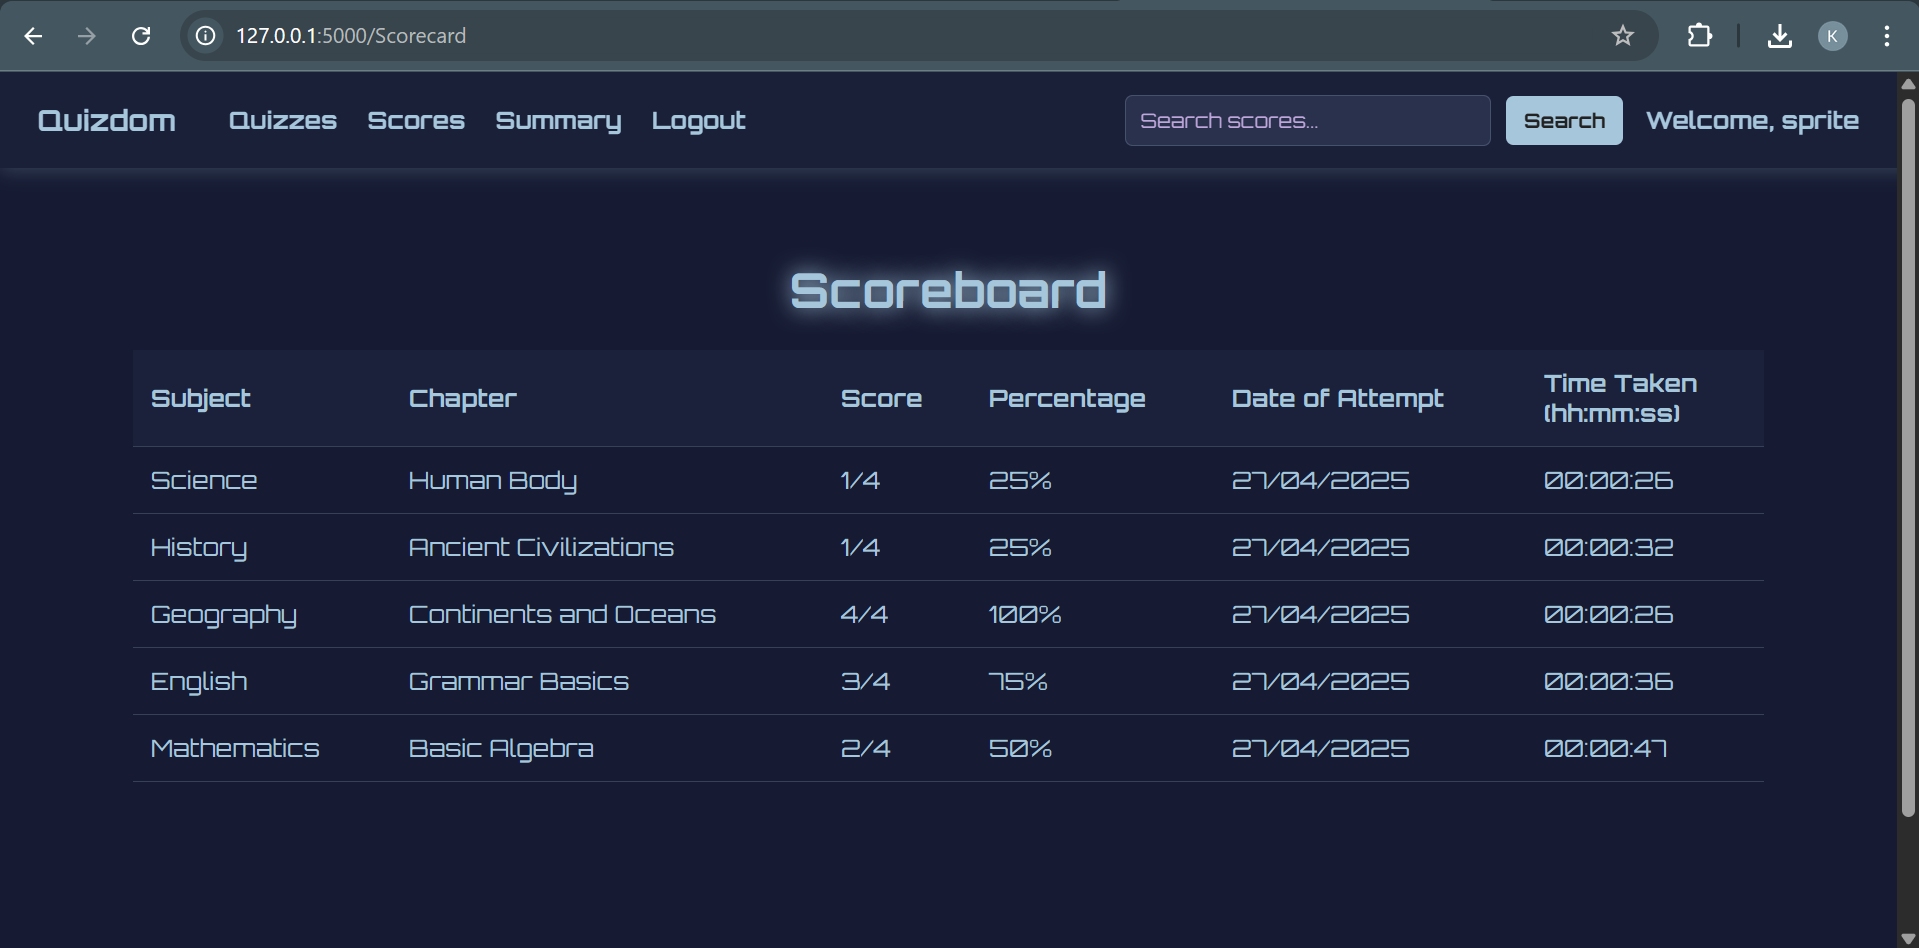 127.0.0.1:5000/Scorecard
K
Quizdom Quizzes Scores Summary Logout Search scores... Search Welcome, sprite
Scoreboard
Subject Chapter Score Percentage Date of Attempt Time Taken
(hh:mm:ss)
Science Human Body 1/4 25% 27/04/2025 00:00:26
History Ancient Civilizations 1/4 25% 27/04/2025 00:00:32
Geography Continents and Oceans 4/4 100% 27/04/2025 00:00:26
English Grammar Basics 3/4 75% 27/04/2025 00:00:36
Mathematics Basic Algebra 2/4 50% 27/04/2025 00:00:47